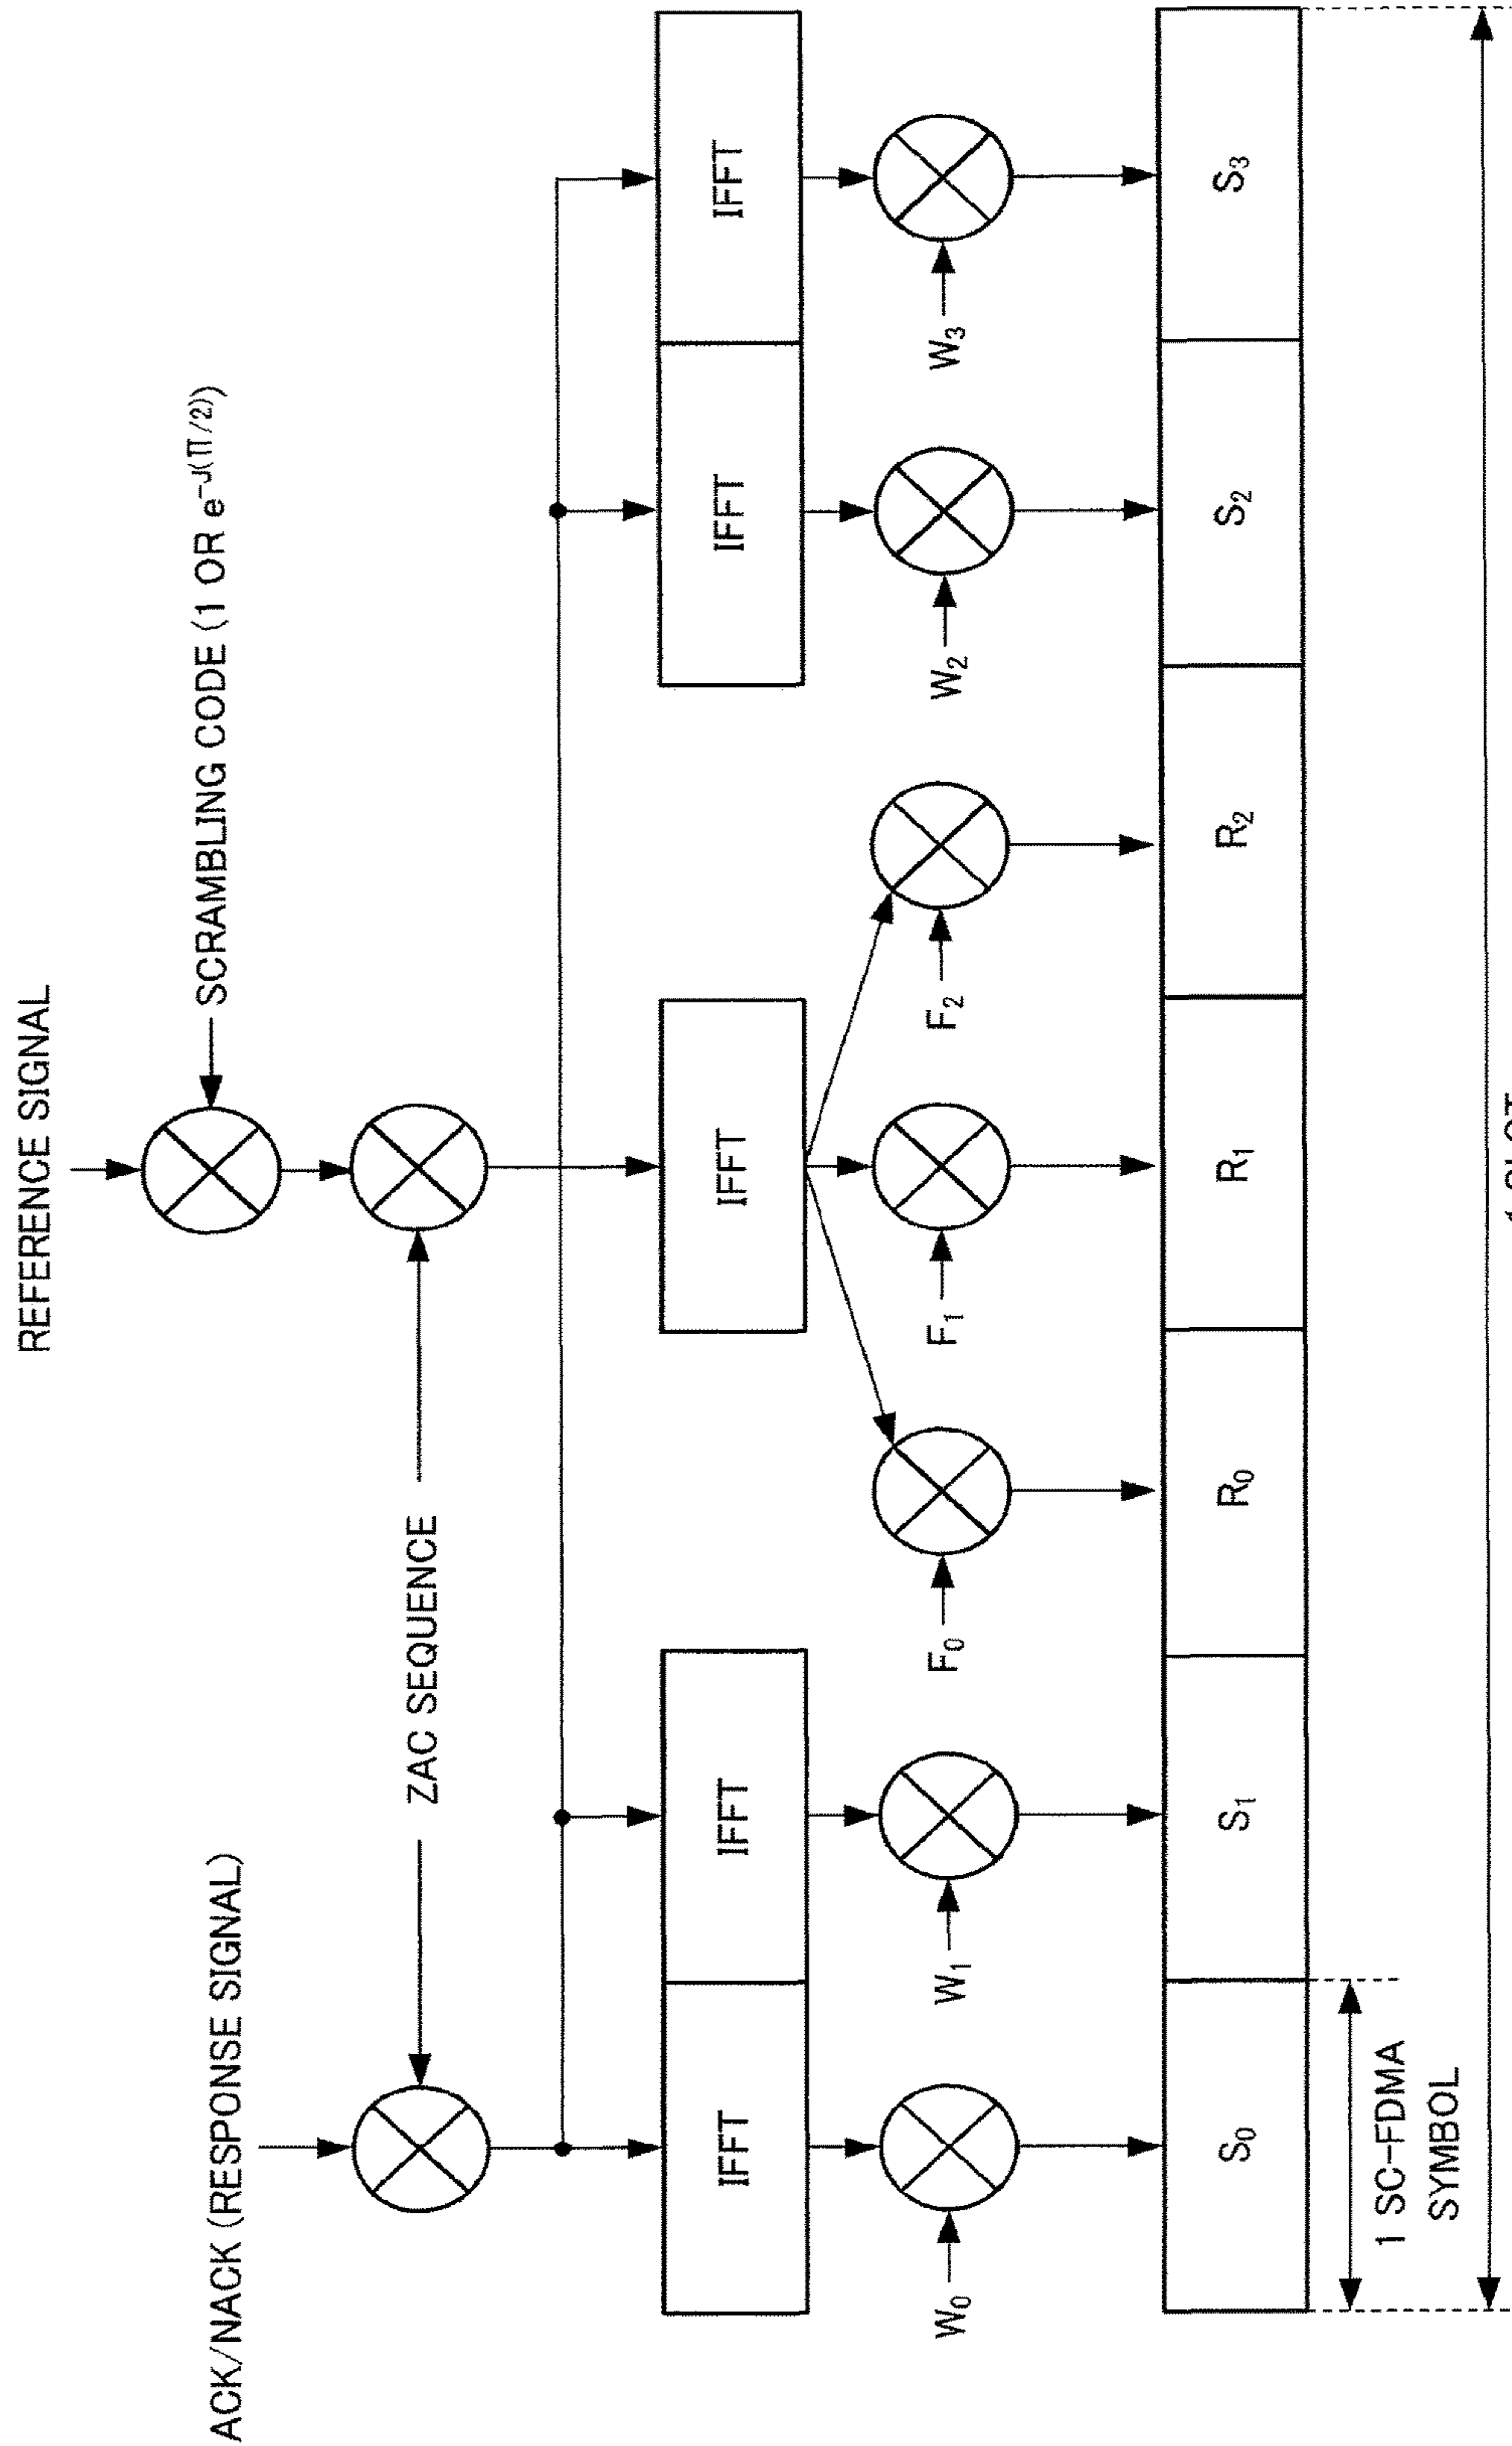 REFERENCE SIGNAL
SCRAMBLING CODE (1 OR e^-J(Π/2))
ACK/NACK (RESPONSE SIGNAL)
ZAC SEQUENCE
IFFT
IFFT
IFFT
IFFT
IFFT
W0
W1
F0
F1
F2
W2
W3
S0
S1
R0
R1
R2
S2
S3
1 SC-FDMA
SYMBOL